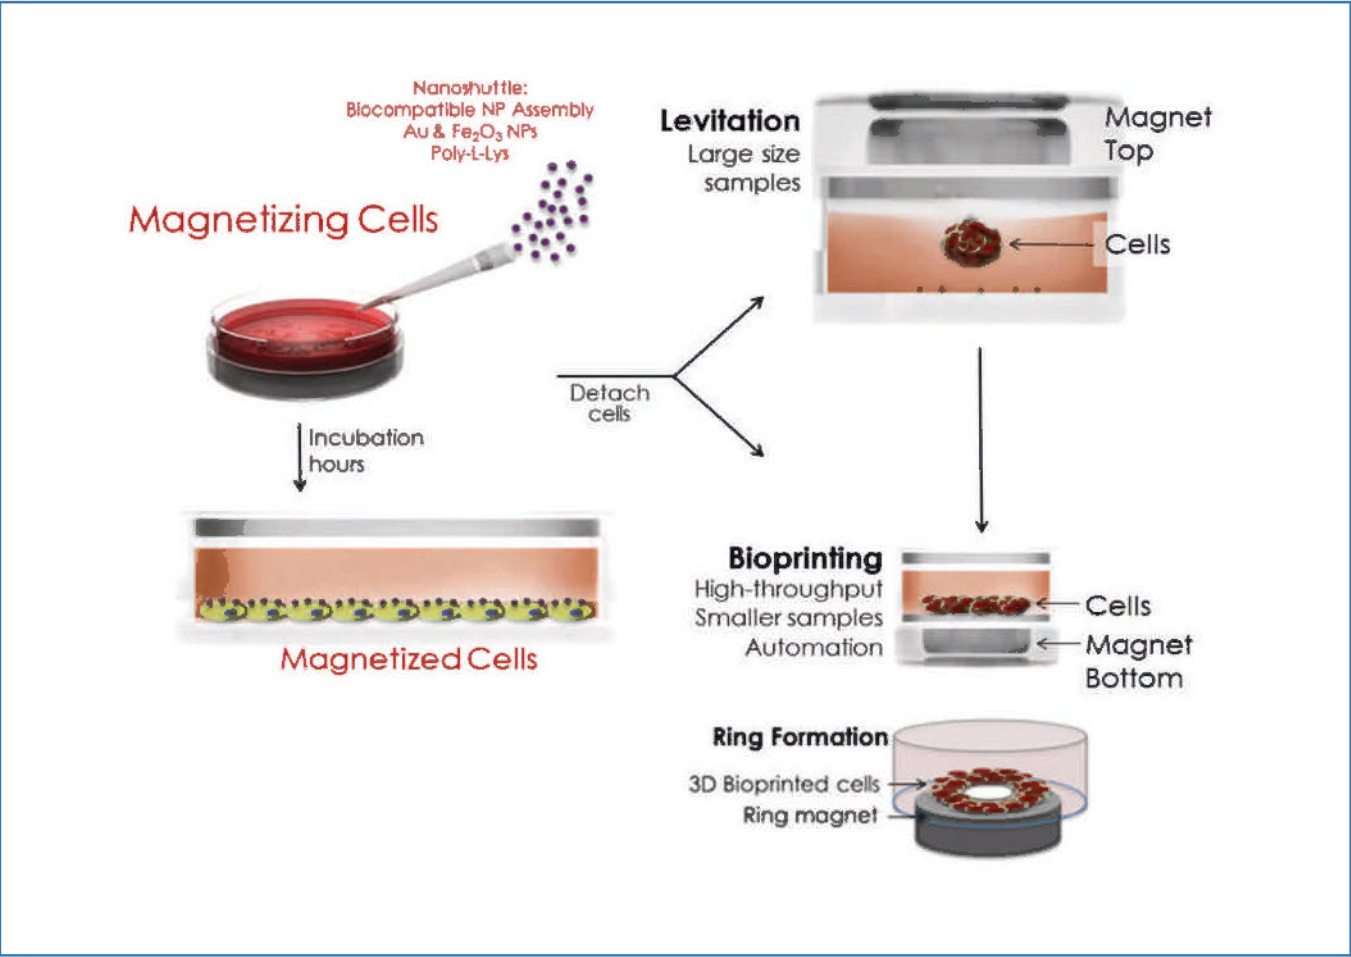 Nanoshuttle:
Biocompatible NP Assembly
Au & Fe₂O₃ NPs
Poly-L-Lys
Magnetizing Cells
Incubation
hours
Magnetized Cells
Detach
cells
Levitation
Large size
samples
Magnet
Top
Cells
Bioprinting
High-throughput
Smaller samples
Automation
Cells
Magnet
Bottom
Ring Formation
3D Bioprinted cells
Ring magnet